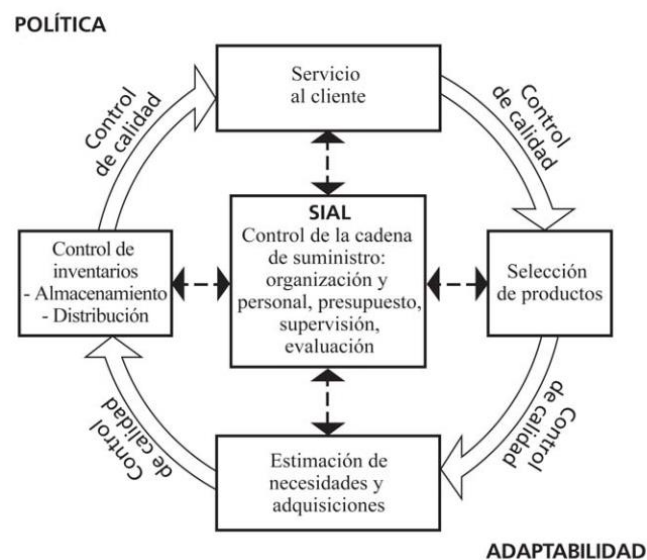 POLÍTICA
Servicio
al cliente
Control
de calidad
Control
de calidad
SIAL
Control de la cadena
de suministro:
organización y
personal, presupuesto,
supervisión,
evaluación
Control de
inventarios
- Almacenamiento
- Distribución
Selección
de productos
Control
de calidad
Control
de calidad
Estimación de
necesidades y
adquisiciones
ADAPTABILIDAD